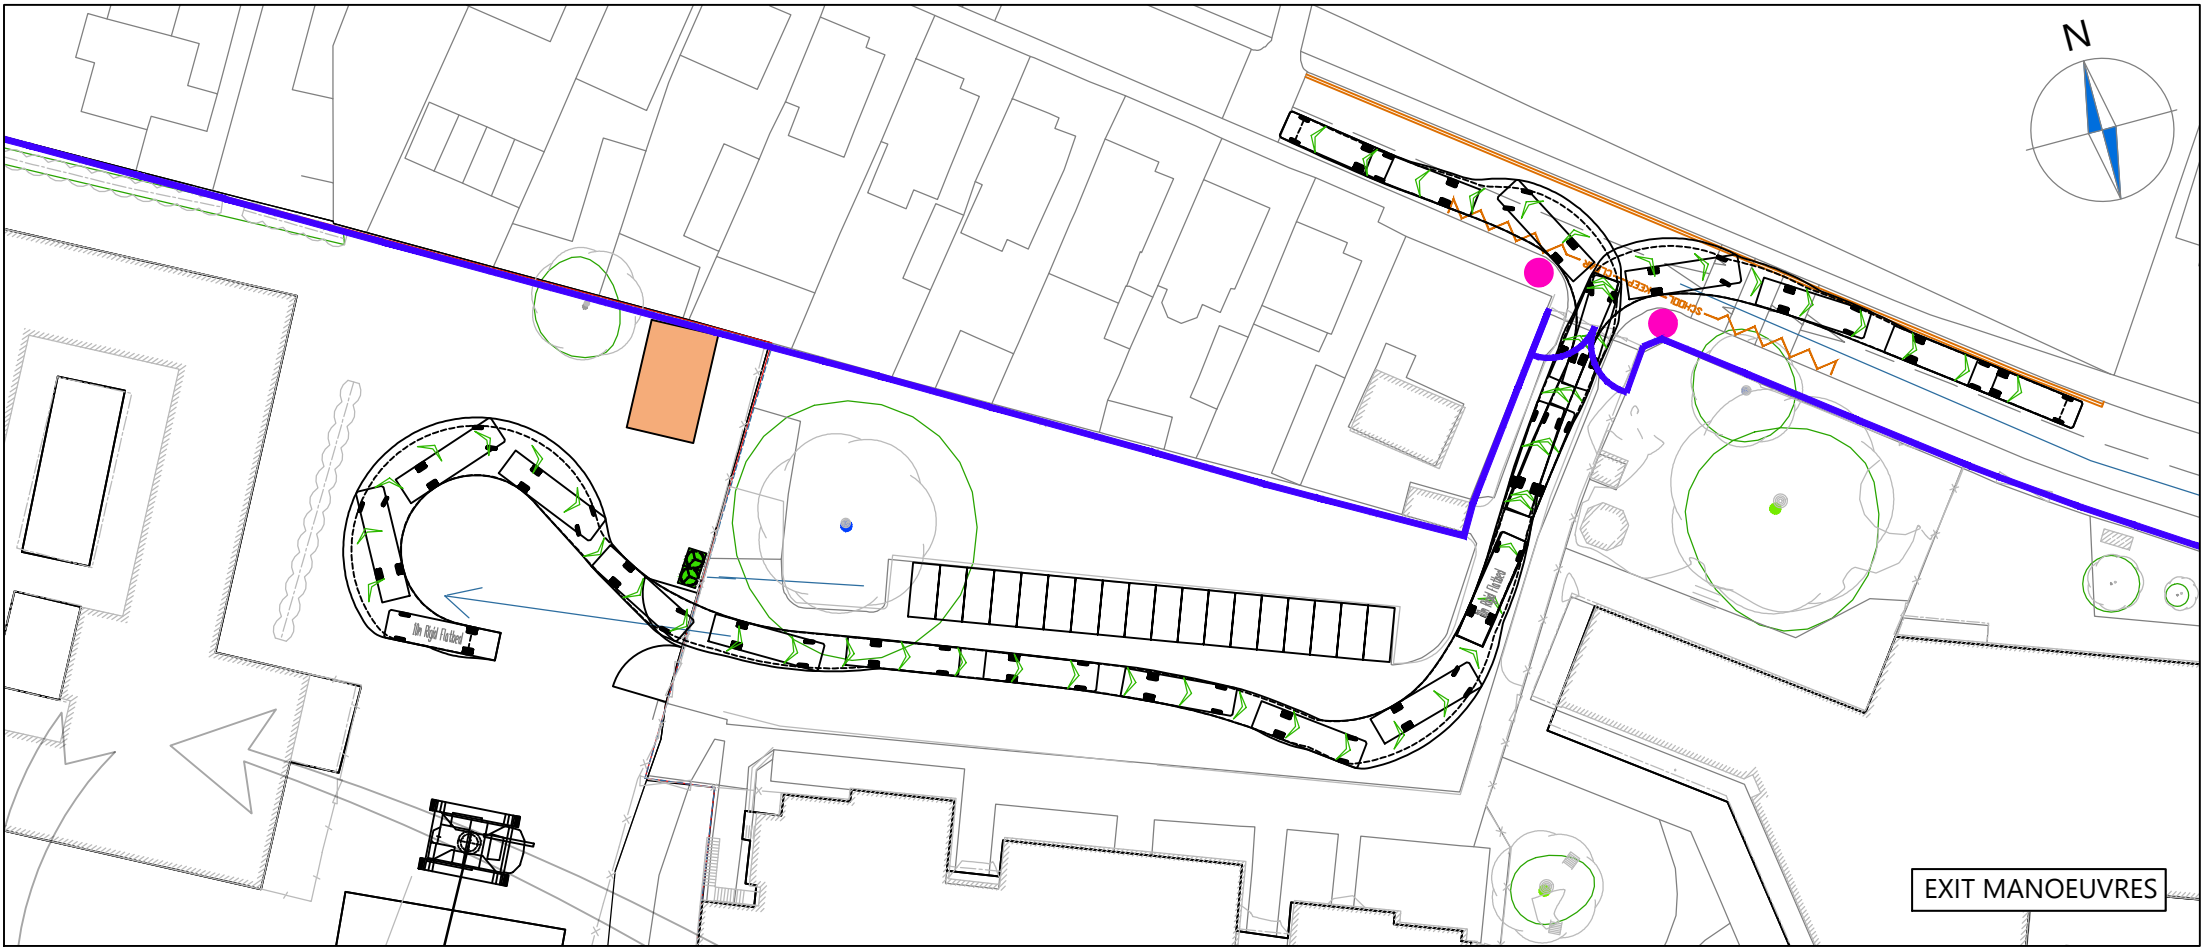 N
SCHOOL KEEP CLEAR
10m Rigid Flatbed
10m Rigid Flatbed
EXIT MANOEUVRES